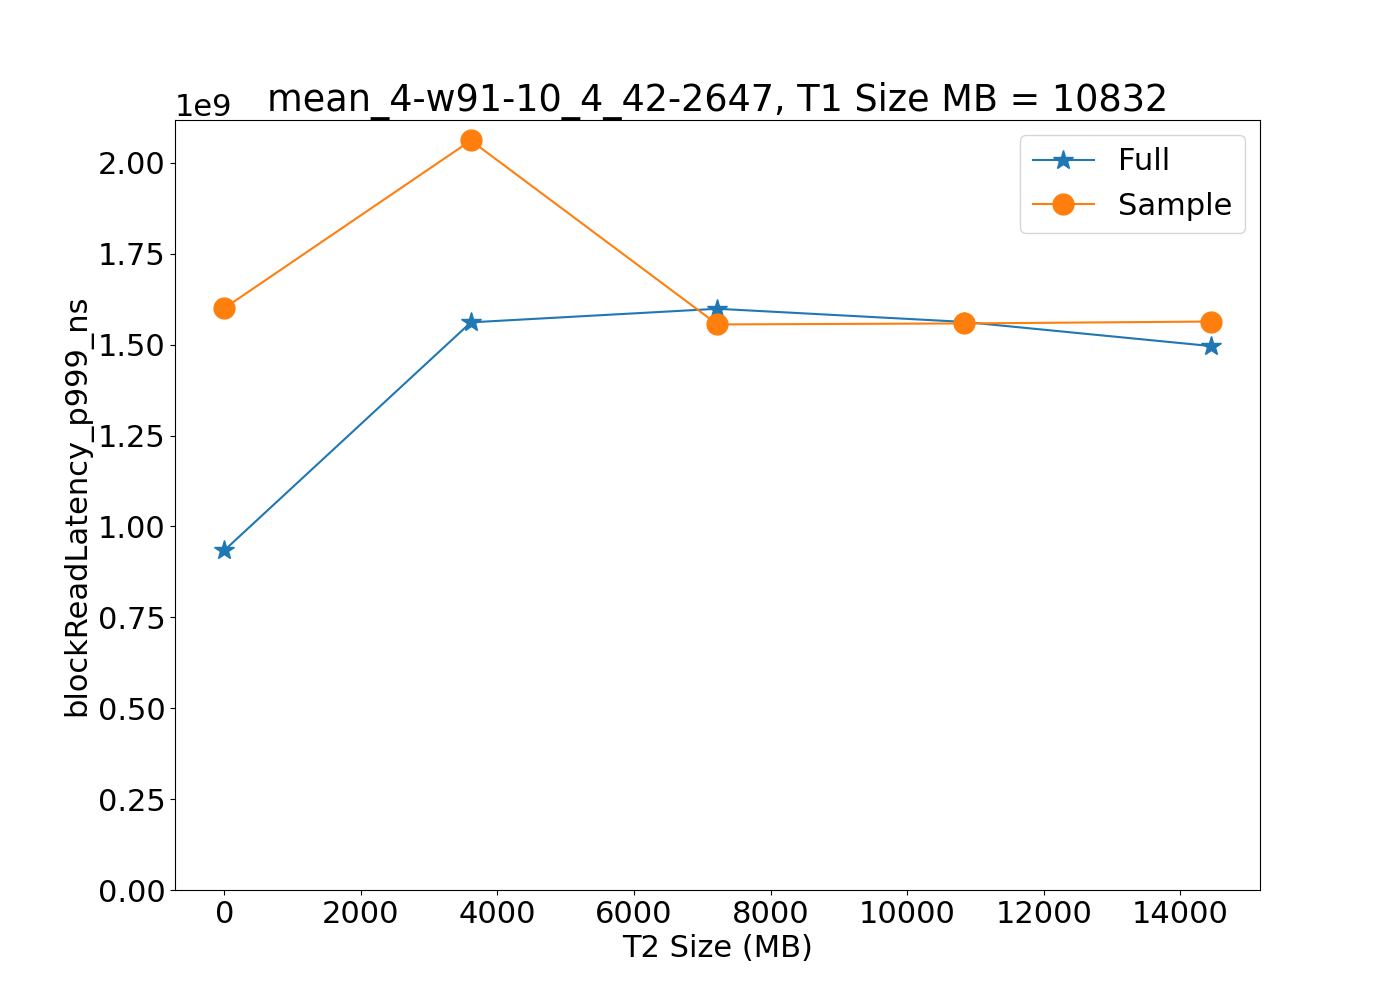 1e9
mean_4-w91-10_4_42-2647, T1 Size MB = 10832
Full
Sample
blockReadLatency_p999_ns
2.00
1.75
1.50
1.25
1.00
0.75
0.50
0.25
0.00
0 2000 4000 6000 8000 10000 12000 14000
T2 Size (MB)